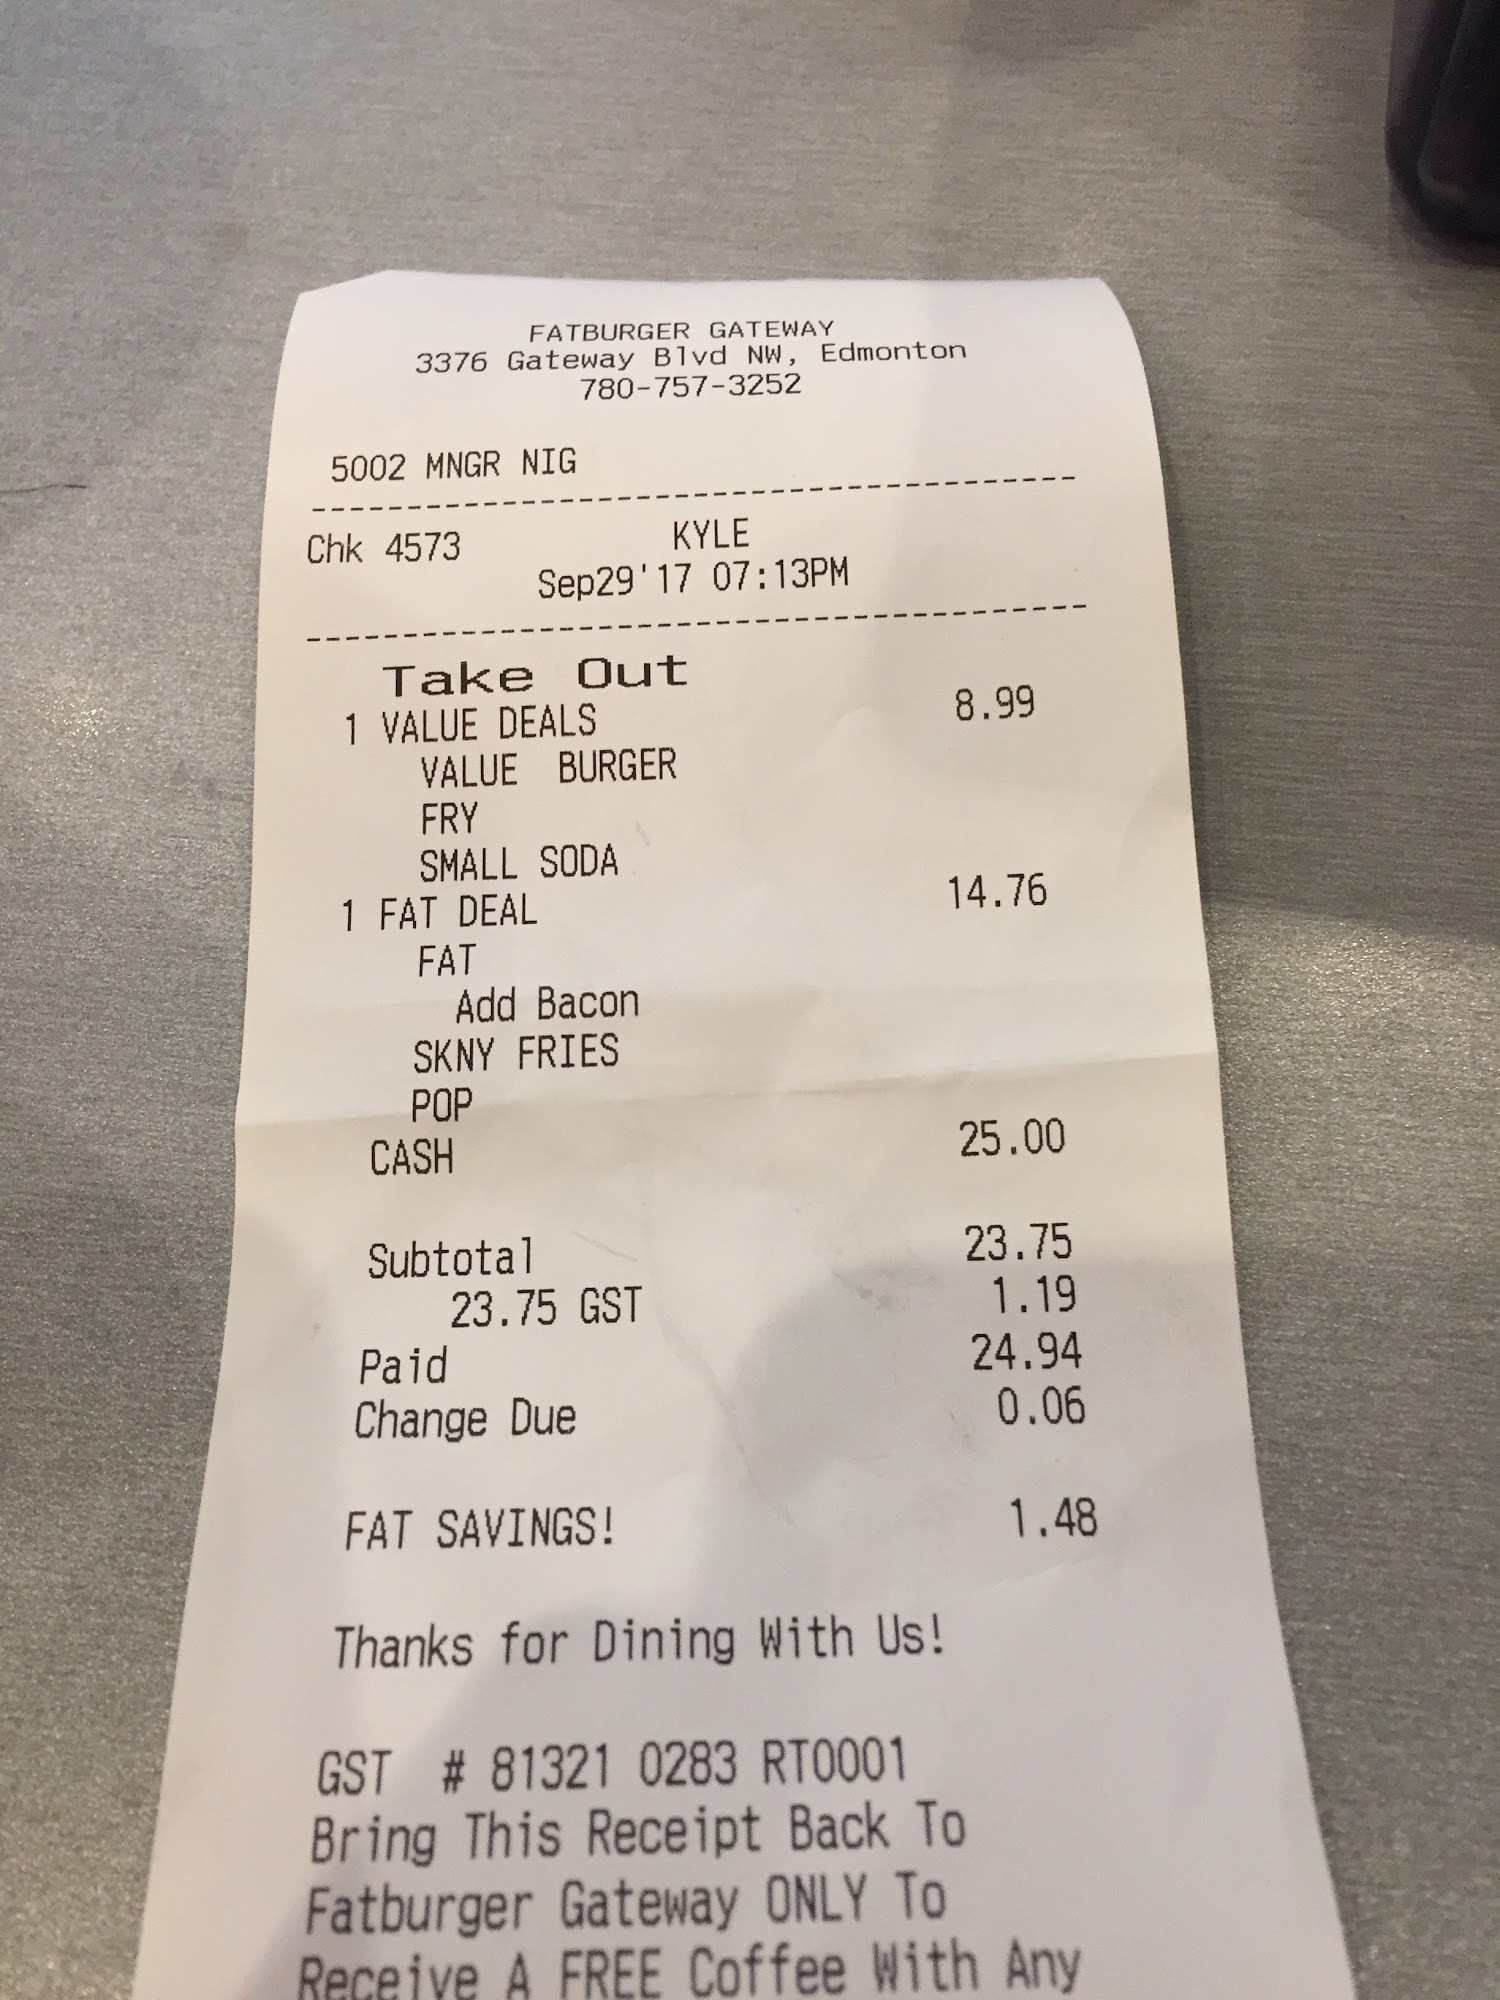 FATBURGER GATEWAY
3376 Gateway Blvd NW, Edmonton
780-757-3252
5002 MNGR NIG
Chk 4573 KYLE
Sep29'17 07:13PM
Take Out
1 VALUE DEALS 8.99
VALUE BURGER
FRY
SMALL SODA
1 FAT DEAL 14.76
FAT
Add Bacon
SKNY FRIES
POP
CASH 25.00
Subtotal 23.75
23.75 GST 1.19
Paid 24.94
Change Due 0.06
FAT SAVINGS! 1.48
Thanks for Dining With Us!
GST # 81321 0283 RT0001
Bring This Receipt Back To
Fatburger Gateway ONLY To
Receive A FREE Coffee With Any